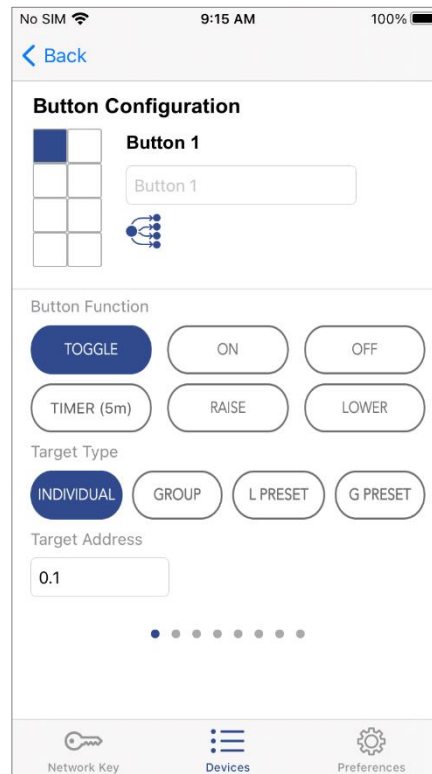 No SIM 9:15 AM 100%
Back
Button Configuration
Button 1
Button 1
Button Function
TOGGLE ON OFF
TIMER (5m) RAISE LOWER
Target Type
INDIVIDUAL GROUP L PRESET G PRESET
Target Address
0.1
Network Key Devices Preferences